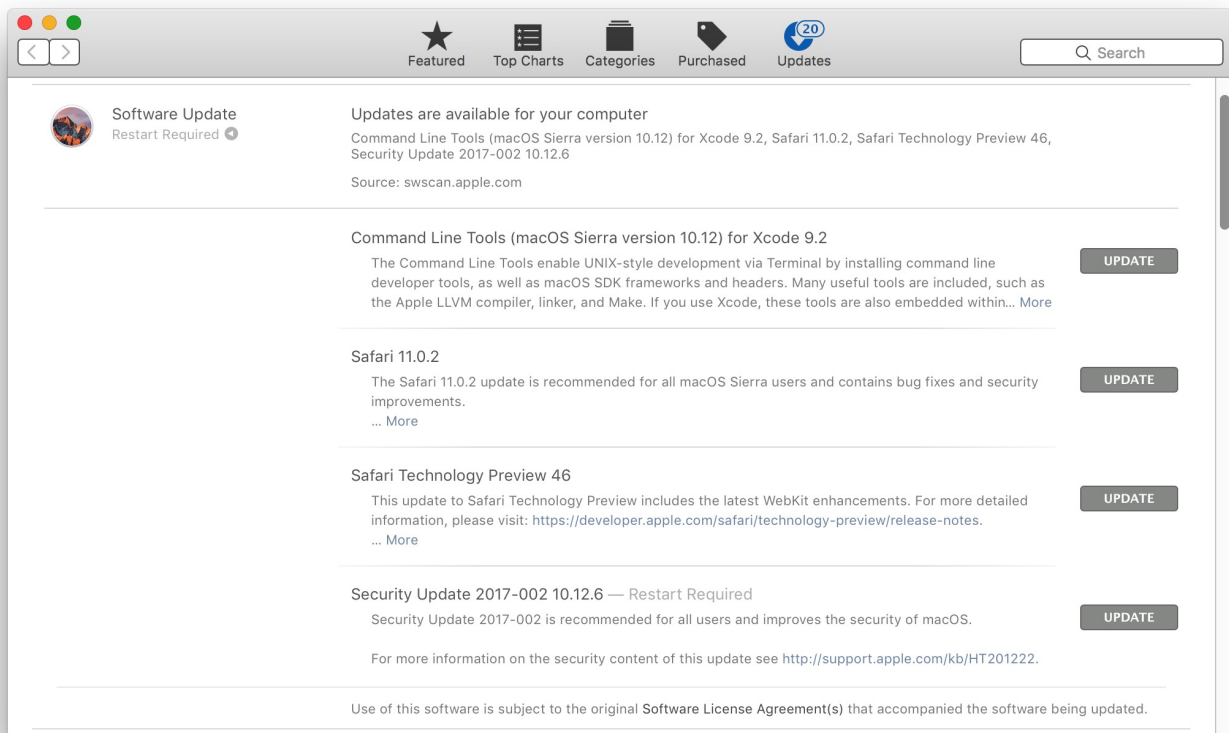 20
Featured Top Charts Categories Purchased Updates
Search
Software Update
Restart Required
Updates are available for your computer
Command Line Tools (macOS Sierra version 10.12) for Xcode 9.2, Safari 11.0.2, Safari Technology Preview 46,
Security Update 2017-002 10.12.6
Source: swscan.apple.com
Command Line Tools (macOS Sierra version 10.12) for Xcode 9.2
The Command Line Tools enable UNIX-style development via Terminal by installing command line
developer tools, as well as macOS SDK frameworks and headers. Many useful tools are included, such as
the Apple LLVM compiler, linker, and Make. If you use Xcode, these tools are also embedded within... More
UPDATE
Safari 11.0.2
The Safari 11.0.2 update is recommended for all macOS Sierra users and contains bug fixes and security
improvements.
... More
UPDATE
Safari Technology Preview 46
This update to Safari Technology Preview includes the latest WebKit enhancements. For more detailed
information, please visit: https://developer.apple.com/safari/technology-preview/release-notes.
... More
UPDATE
Security Update 2017-002 10.12.6 — Restart Required
Security Update 2017-002 is recommended for all users and improves the security of macOS.
For more information on the security content of this update see http://support.apple.com/kb/HT201222.
UPDATE
Use of this software is subject to the original Software License Agreement(s) that accompanied the software being updated.